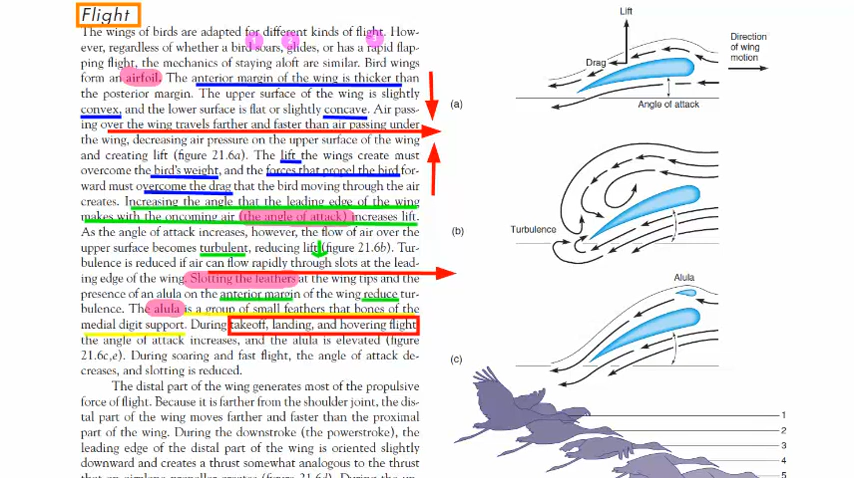 Flight
The wings of birds are adapted for different kinds of flight. How-
ever, regardless of whether a bird soars, glides, or has a rapid flap-
ping flight, the mechanics of staying aloft are similar. Bird wings
form an airfoil. The anterior margin of the wing is thicker than
the posterior margin. The upper surface of the wing is slightly
convex, and the lower surface is flat or slightly concave. Air pass-
ing over the wing travels farther and faster than air passing under
the wing, decreasing air pressure on the upper surface of the wing
and creating lift (figure 21.6a). The lift the wings create must
overcome the bird's weight, and the forces that propel the bird for-
ward must overcome the drag that the bird moving through the air
creates. Increasing the angle that the leading edge of the wing
makes with the oncoming air (the angle of attack) increases lift.
As the angle of attack increases, however, the flow of air over the
upper surface becomes turbulent, reducing lift (figure 21.6b). Tur-
bulence is reduced if air can flow rapidly through slots at the lead-
ing edge of the wing. Slotting the feathers at the wing tips and the
presence of an alula on the anterior margin of the wing reduce tur-
bulence. The alula is a group of small feathers that bones of the
medial digit support. During takeoff, landing, and hovering flight
the angle of attack increases, and the alula is elevated (figure
21.6c,e). During soaring and fast flight, the angle of attack de-
creases, and slotting is reduced.
The distal part of the wing generates most of the propulsive
force of flight. Because it is farther from the shoulder joint, the dis-
tal part of the wing moves farther and faster than the proximal
part of the wing. During the downstroke (the powerstroke), the
leading edge of the distal part of the wing is oriented slightly
downward and creates a thrust somewhat analogous to the thrust
that an airplane propeller creates (figure 21.6d). During the up-
Lift
Drag
Direction
of wing
motion
Angle of attack
(a)
Turbulence
(b)
Alula
(c)
1
2
3
4
5